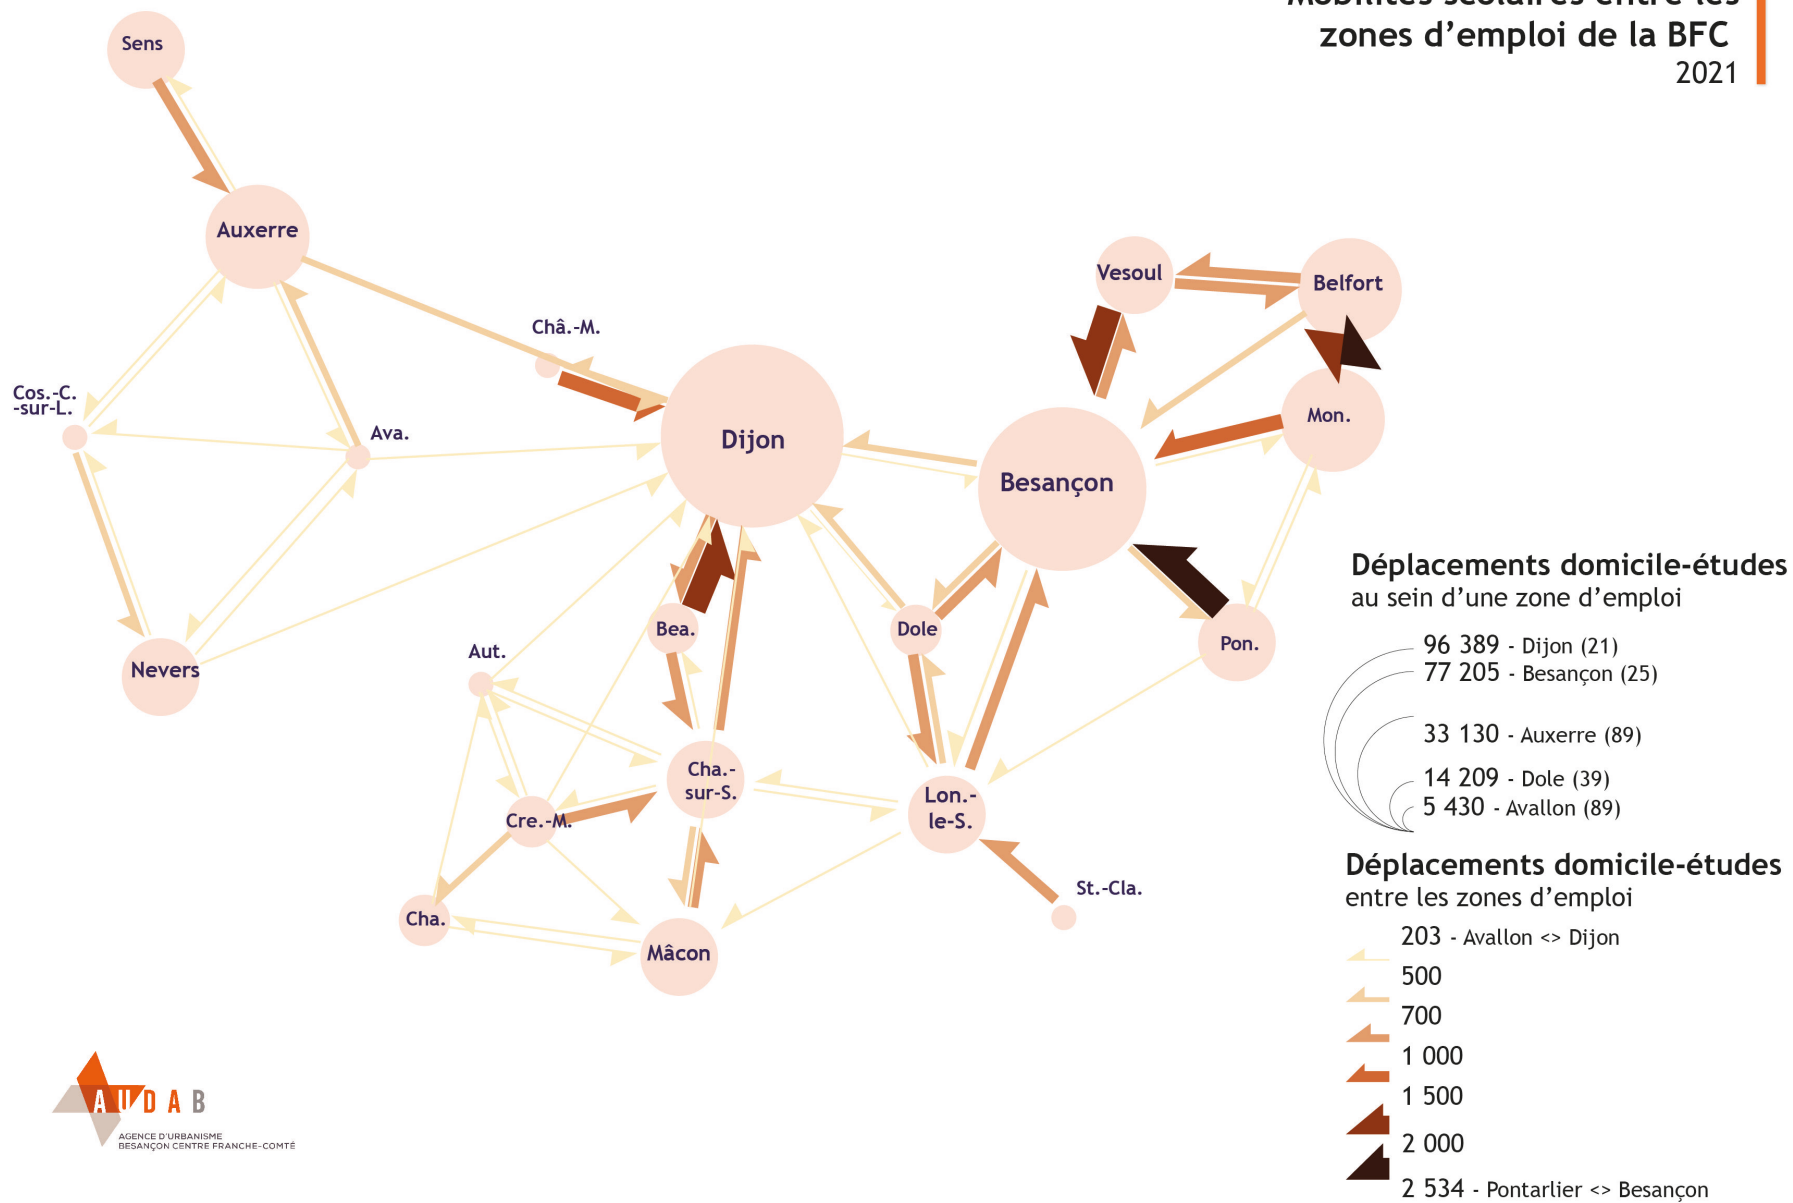 Mobilités scolaires entre les
zones d’emploi de la BFC
2021
Sens
Auxerre
Vesoul
Belfort
Châ.-M.
Cos.-C.
-sur-L.
Ava.
Mon.
Dijon
Besançon
Nevers
Bea.
Dole
Pon.
Aut.
Cha.-
sur-S.
Lon.-
le-S.
Cre.-M.
St.-Cla.
Cha.
Mâcon
Déplacements domicile-études
au sein d’une zone d’emploi
96 389 - Dijon (21)
77 205 - Besançon (25)
33 130 - Auxerre (89)
14 209 - Dole (39)
5 430 - Avallon (89)
Déplacements domicile-études
entre les zones d’emploi
203 - Avallon <> Dijon
500
700
1 000
1 500
2 000
2 534 - Pontarlier <> Besançon
AUDAB
AGENCE D'URBANISME
BESANÇON CENTRE FRANCHE-COMTÉ